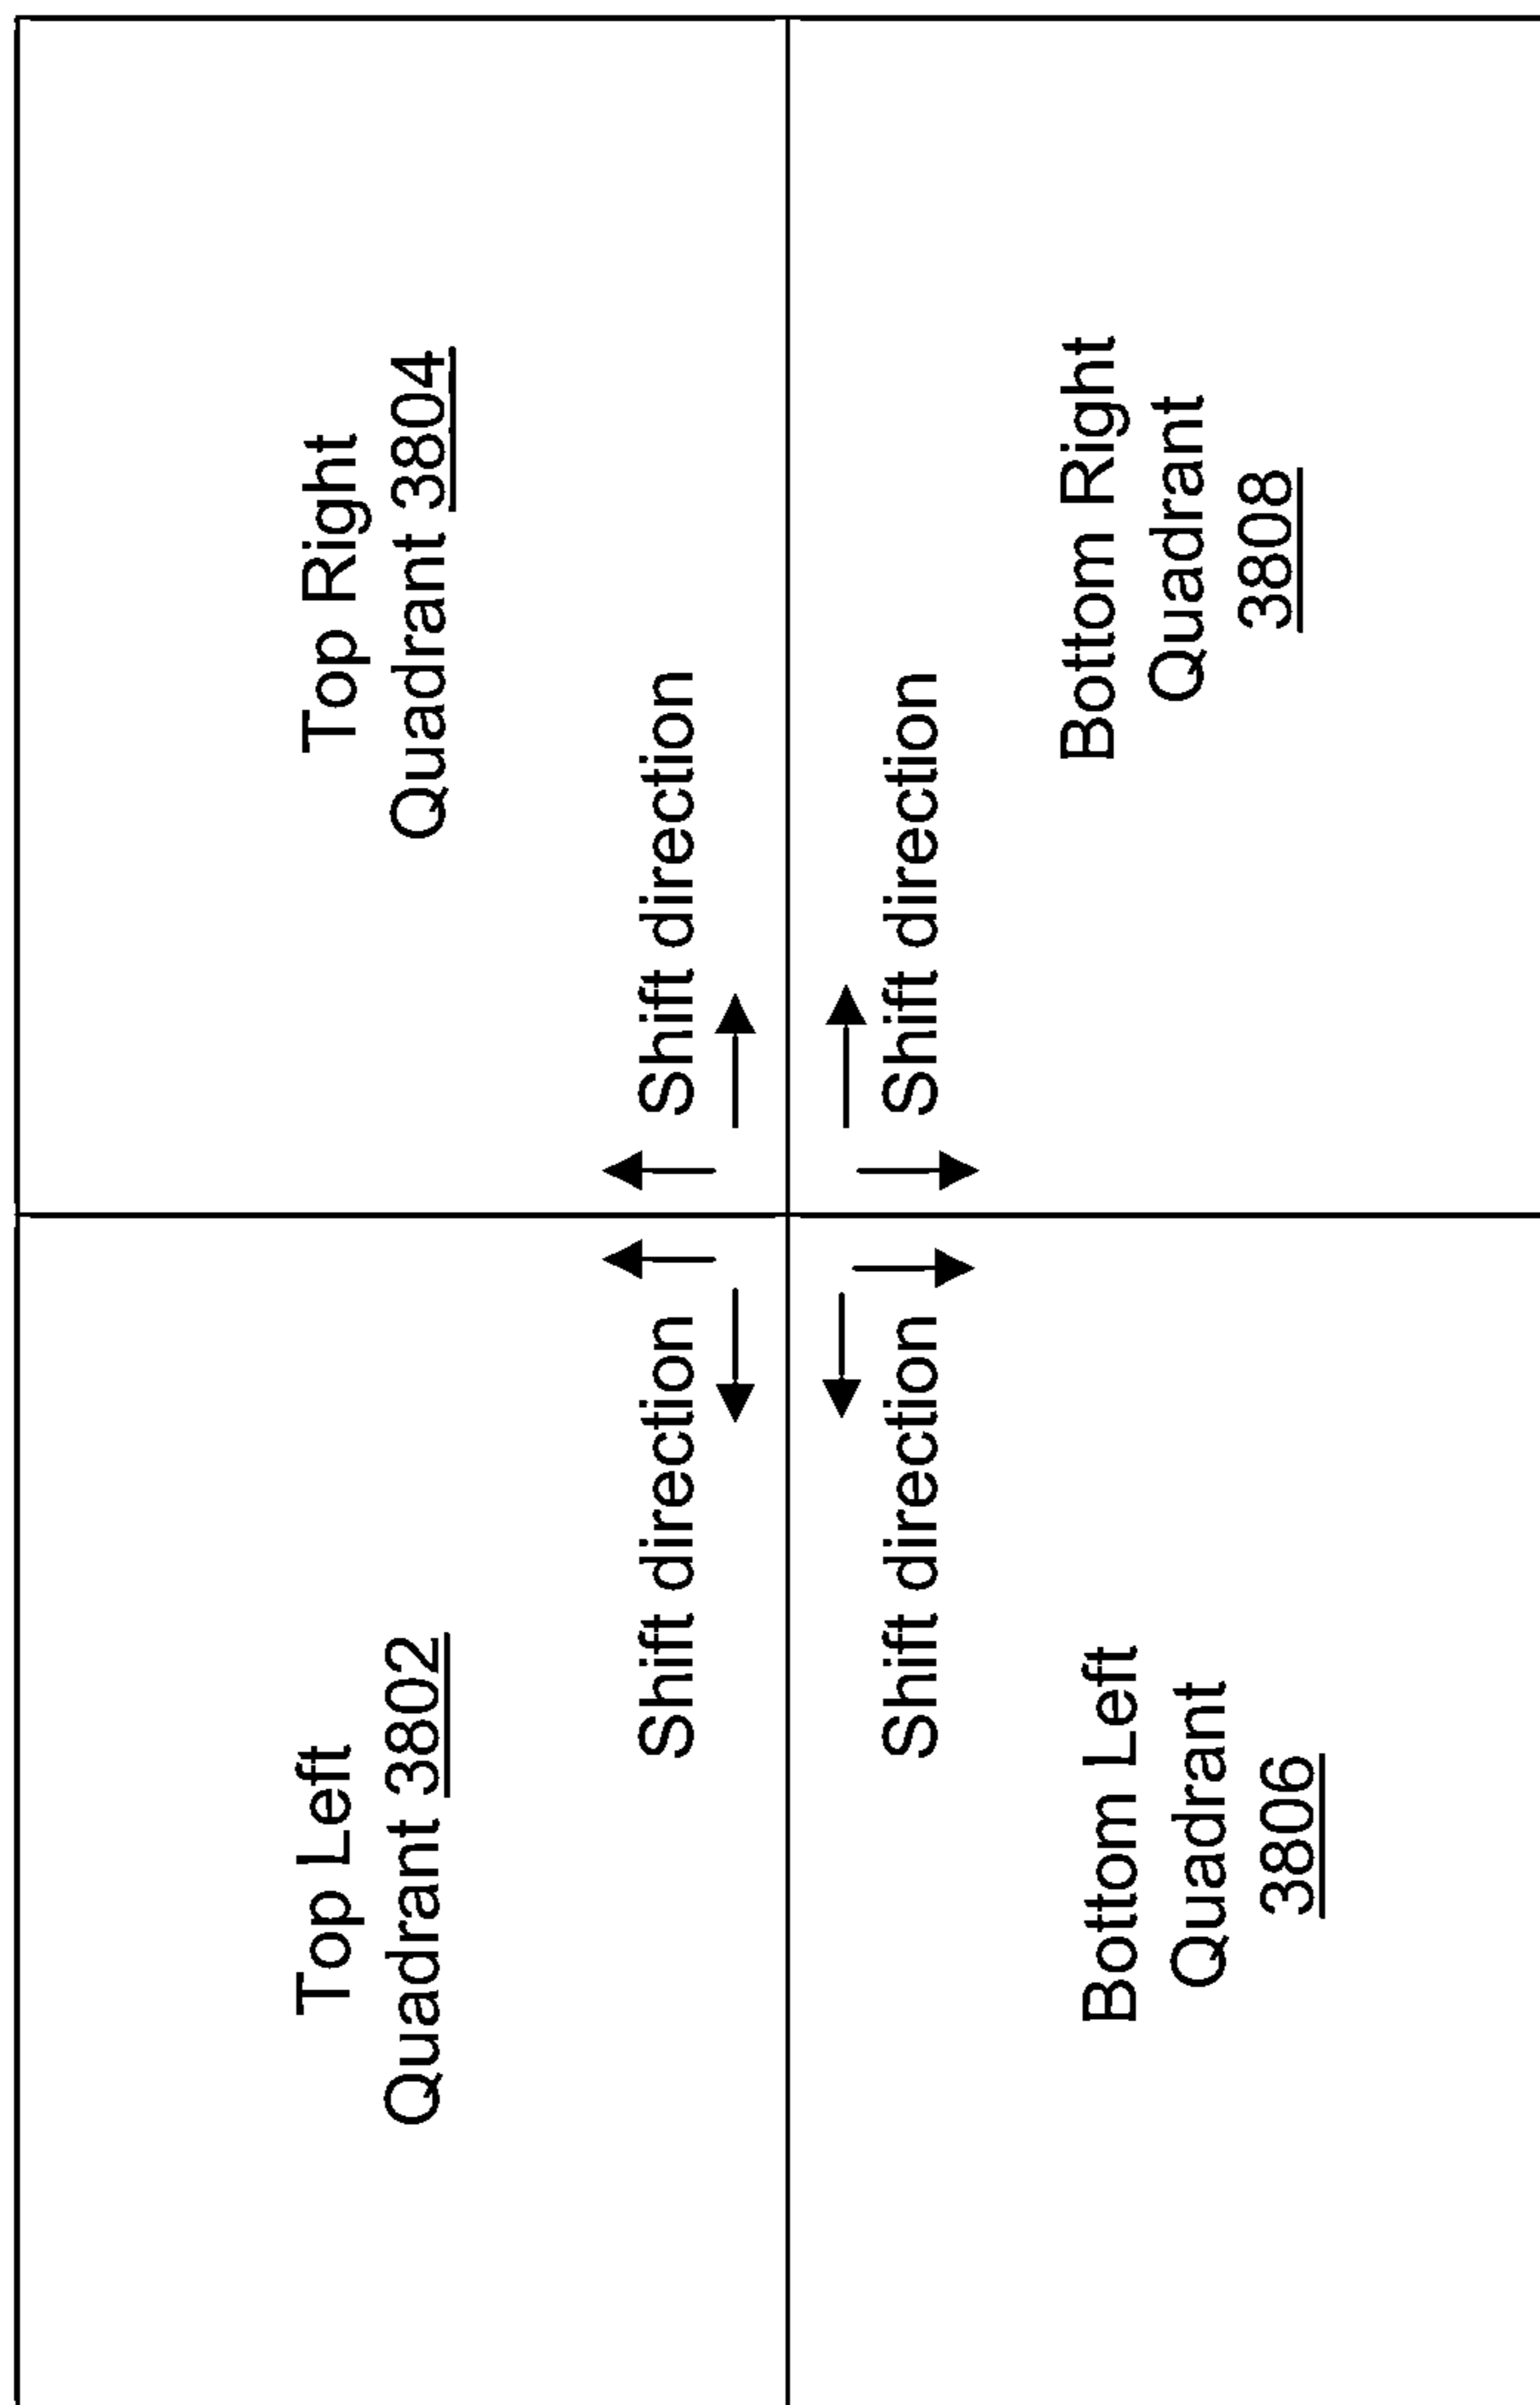 Top Left
Quadrant 3802
Shift direction
Top Right
Quadrant 3804
Shift direction
Shift direction
Bottom Left
Quadrant
3806
Shift direction
Bottom Right
Quadrant
3808